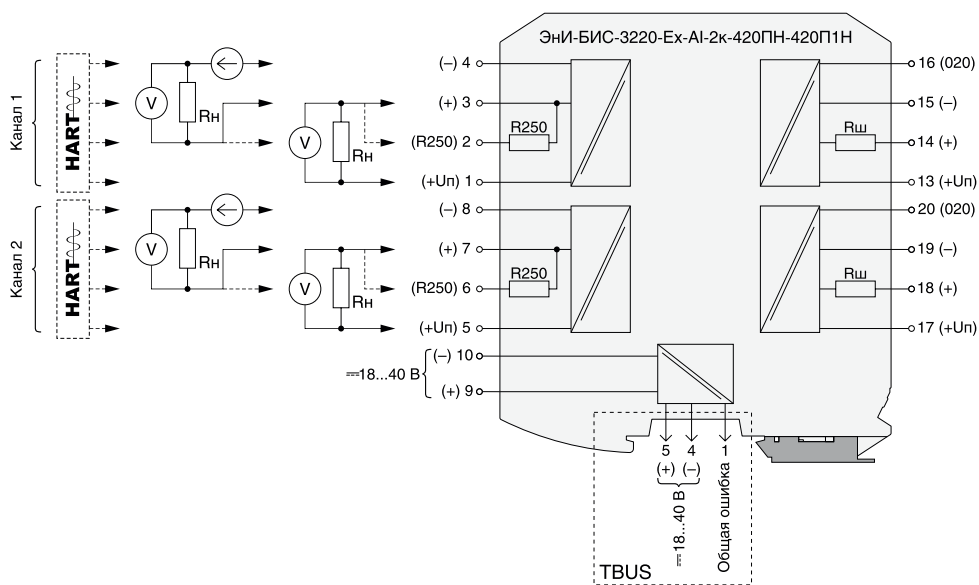 ЭнИ-БИС-3220-Ex-AI-2к-420ПН-420П1Н
Канал 1
HART
V
Rн
V
Rн
(–) 4
(+) 3
(R250) 2
(+Uп) 1
R250
Rш
16 (020)
15 (–)
14 (+)
13 (+Uп)
Канал 2
HART
V
Rн
V
Rн
(–) 8
(+) 7
(R250) 6
(+Uп) 5
R250
Rш
20 (020)
19 (–)
18 (+)
17 (+Uп)
18...40 В
(–) 10
(+) 9
5 4 1
(+) (–)
18...40 В
Общая ошибка
TBUS